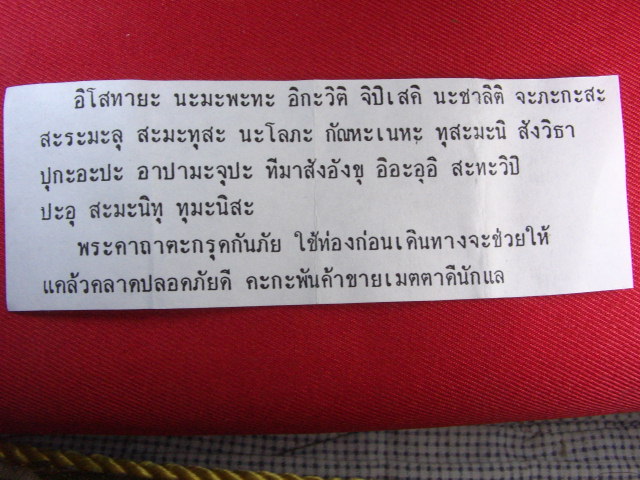 อิโสทายะ นะมะพะทะ อิกะวิติ จิปิเสคิ นะชาลิติ จะภะกะสะ
สะระมะลุ สะมะทุสะ นะโลภะ กัณหะเนหะ ทุสะมะนิ สังวิธา
ปุกะอะปะ อาปามะจุปะ ทีมาสังอังขุ อิอะอุอิ สะทะวิปิ
ปะอุ สะมะนิทุ ทุมะนิสะ
พระคาถาตะกรุดกันภัย ใช้ท่องก่อนเดินทางจะช่วยให้
แคล้วคลาดปลอดภัยดี คะกะพันค้าขายเมตตาดีนักแล